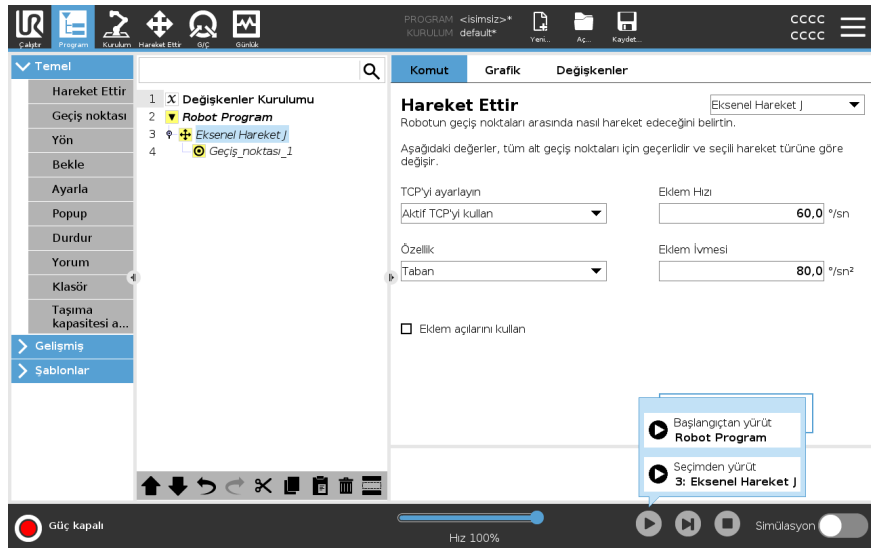 UR
Çalıştır
Program
Kurulum
Hareket Ettir
G/Ç
Günlük
PROGRAM <isimsiz>*
KURULUM default*
Yeni...
Aç...
Kaydet...
CCCC
CCCC
Temel
Hareket Ettir
Geçiş noktası
Yön
Bekle
Ayarla
Popup
Durdur
Yorum
Klasör
Taşıma
kapasitesi a...
Gelişmiş
Şablonlar
1 X Değişkenler Kurulumu
2 Robot Program
3 Eksenel Hareket J
4 Geçiş_noktası_1
Komut Grafik Değişkenler
Hareket Ettir
Eksenel Hareket J
Robotun geçiş noktaları arasında nasıl hareket edeceğini belirtin.
Aşağıdaki değerler, tüm alt geçiş noktaları için geçerlidir ve seçili hareket türüne göre
değişir.
TCP'yi ayarlayın
Eklem Hızı
Aktif TCP'yi kullan
60,0 °/sn
Özellik
Eklem İvmesi
Taban
80,0 °/sn²
Eklem açılarını kullan
Başlangıçtan yürüt
Robot Program
Seçimden yürüt
3: Eksenel Hareket J
Güç kapalı
Hız 100%
Simülasyon